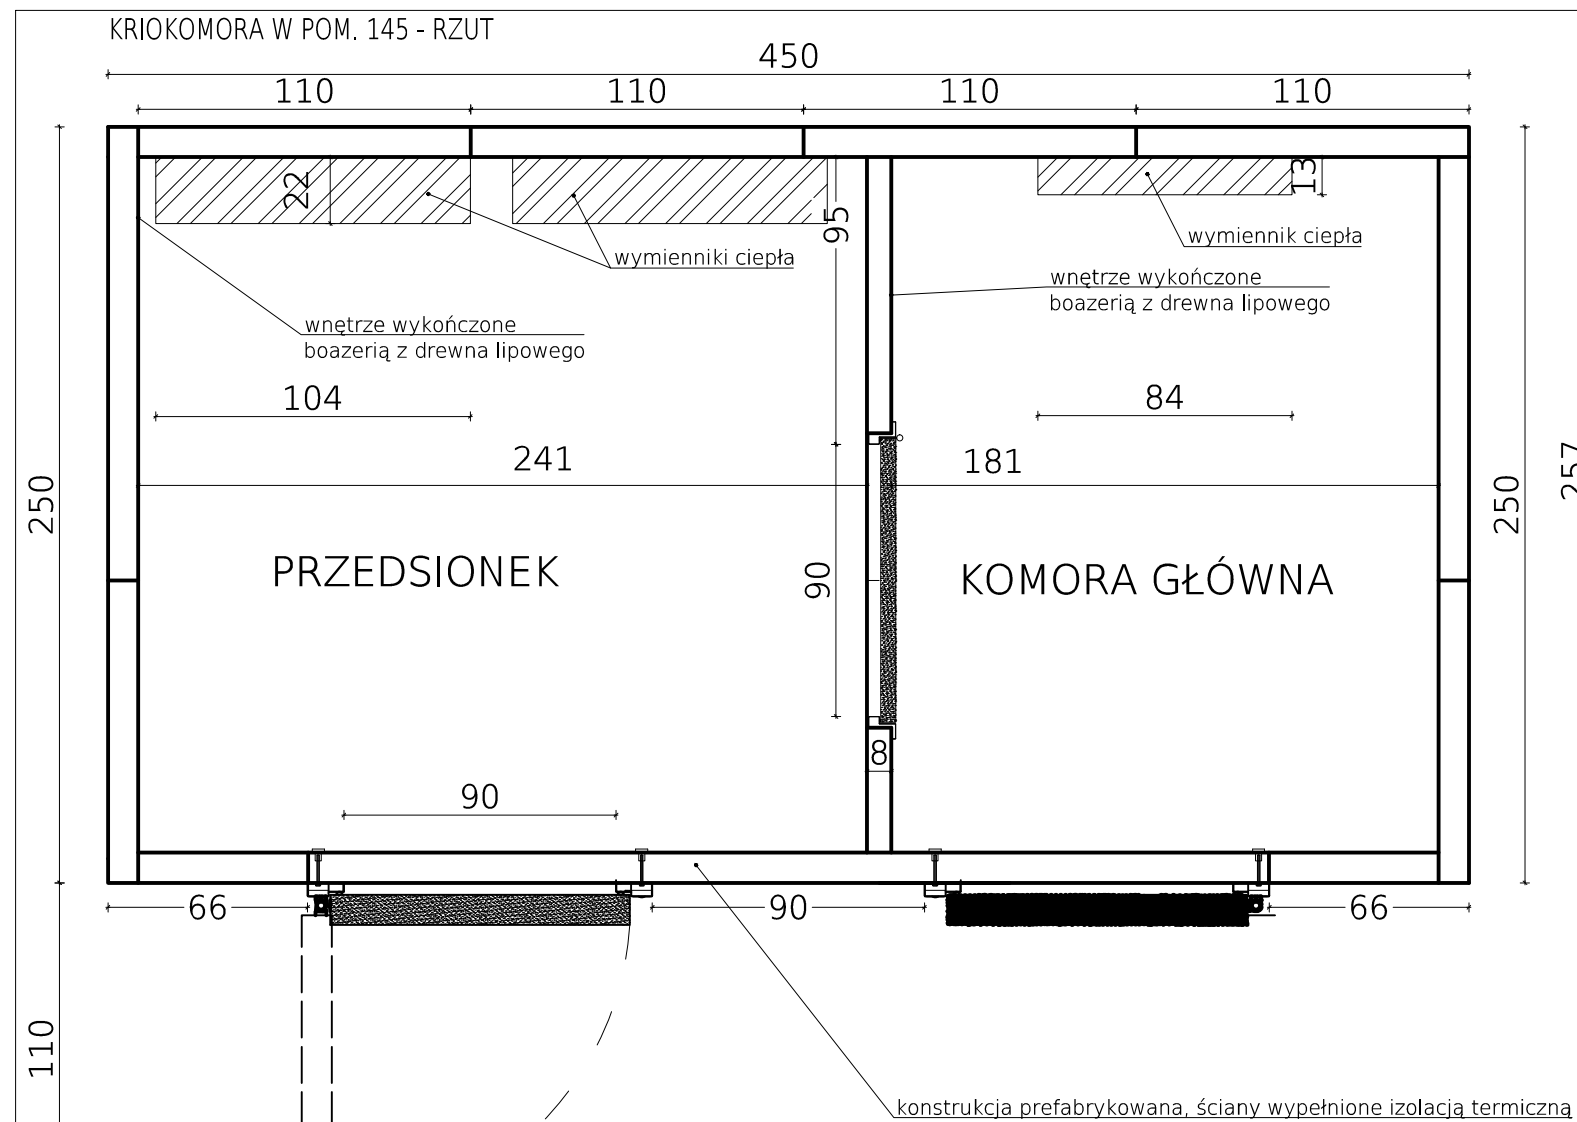 KRIOKOMORA W POM. 145 - RZUT
450
110
110
110
110
22
95
13
wymienniki ciepła
wymiennik ciepła
wnętrze wykończone
boazerią z drewna lipowego
wnętrze wykończone
boazerią z drewna lipowego
104
84
241
181
250
250
257
PRZEDSIONEK
KOMORA GŁÓWNA
90
8
90
66
90
66
110
konstrukcja prefabrykowana, ściany wypełnione izolacją termiczną